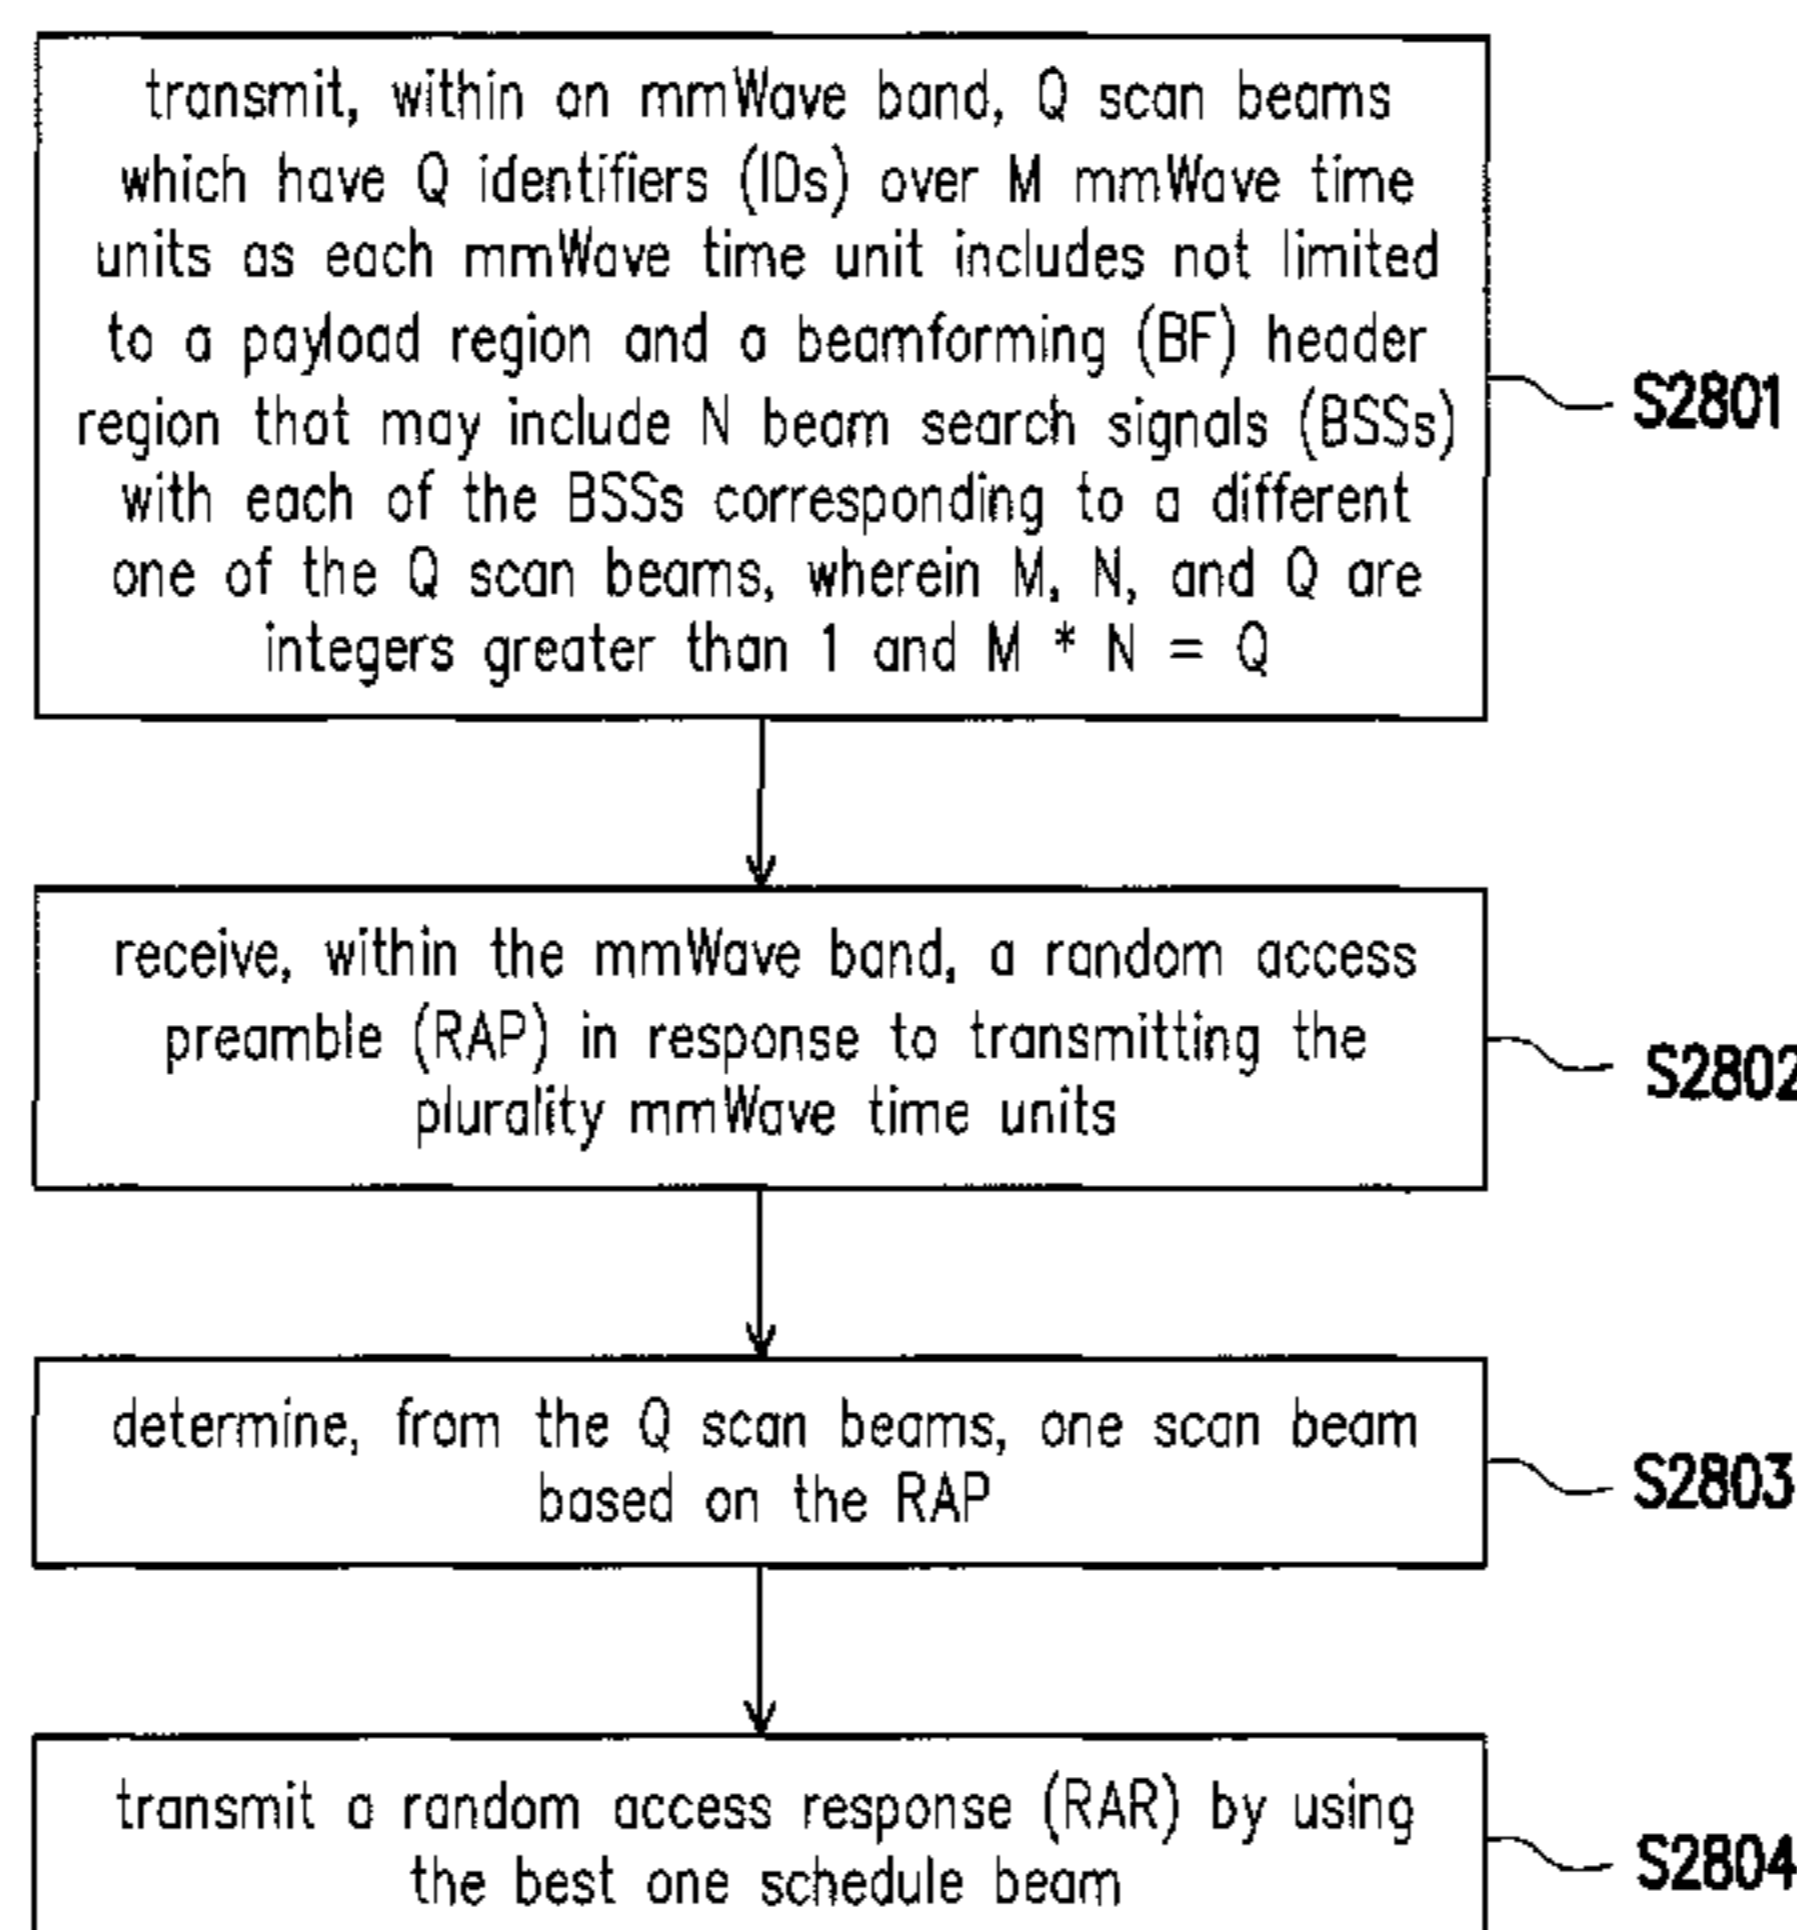 transmit, within an mmWave band, Q scan beams
which have Q identifiers (IDs) over M mmWave time
units as each mmWave time unit includes not limited
to a payload region and a beamforming (BF) header
region that may include N beam search signals (BSSs)
with each of the BSSs corresponding to a different
one of the Q scan beams, wherein M, N, and Q are
integers greater than 1 and M * N = Q
S2801
receive, within the mmWave band, a random access
preamble (RAP) in response to transmitting the
plurality mmWave time units
S2802
determine, from the Q scan beams, one scan beam
based on the RAP
S2803
transmit a random access response (RAR) by using
the best one schedule beam
S2804